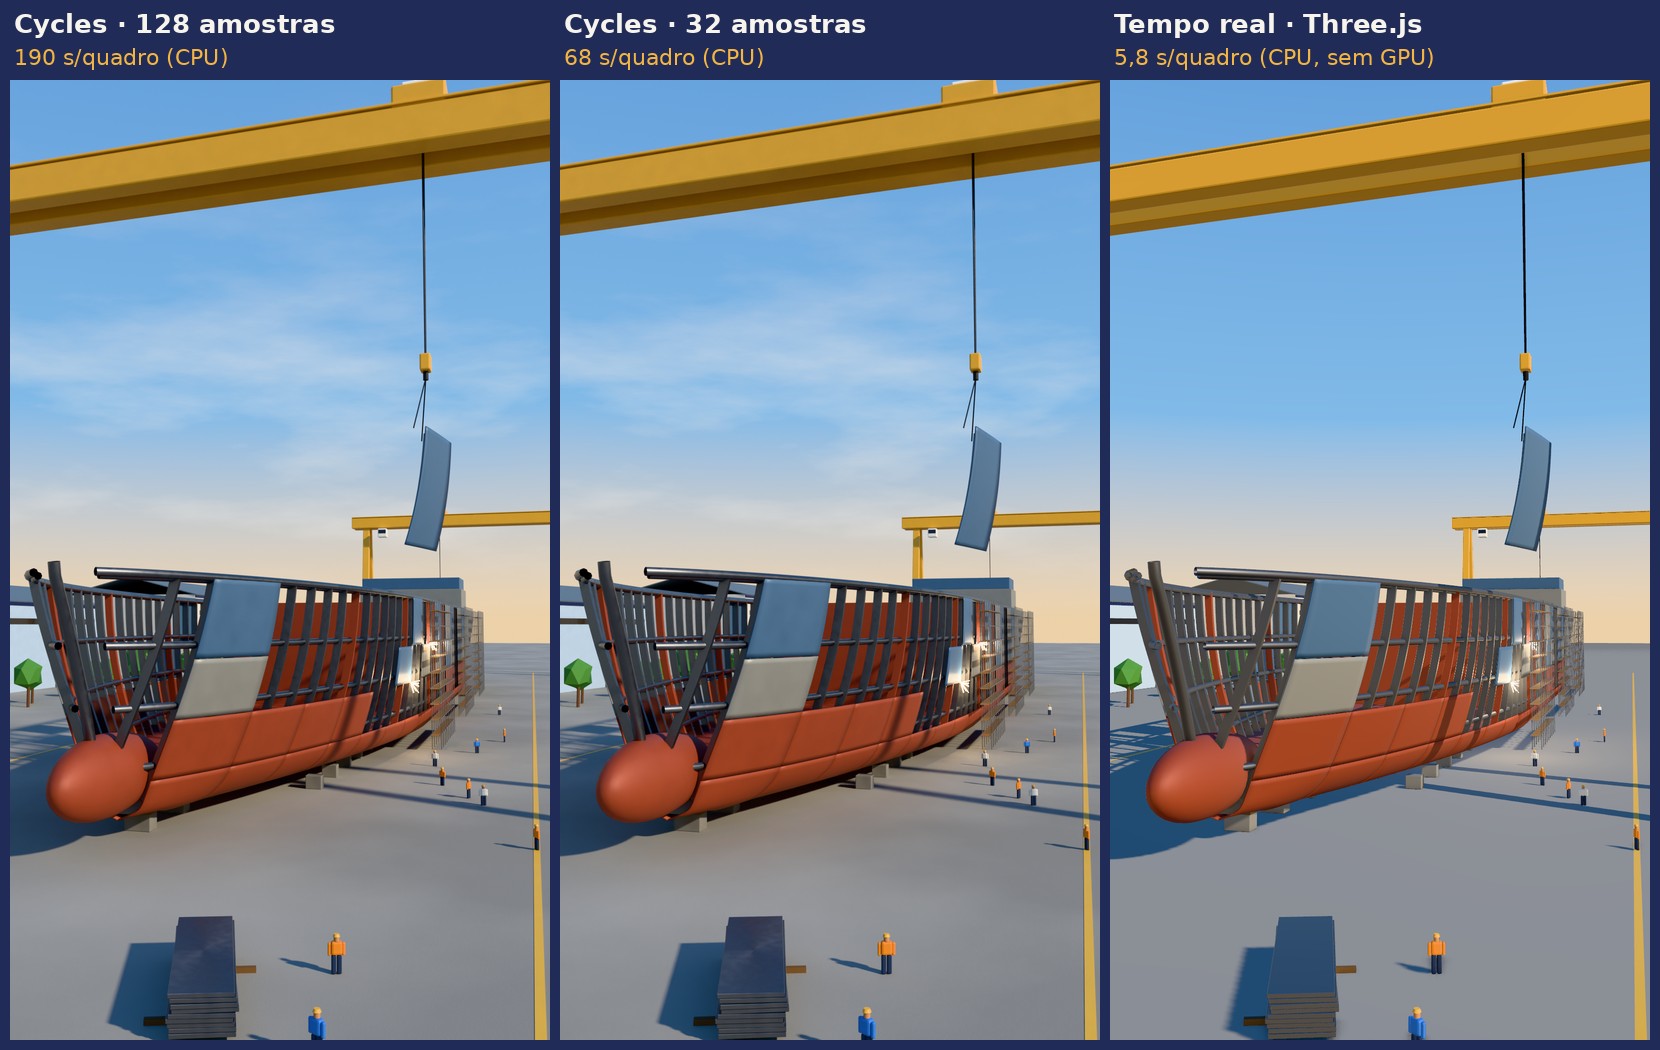 Cycles · 128 amostras
190 s/quadro (CPU)
Cycles · 32 amostras
68 s/quadro (CPU)
Tempo real · Three.js
5,8 s/quadro (CPU, sem GPU)